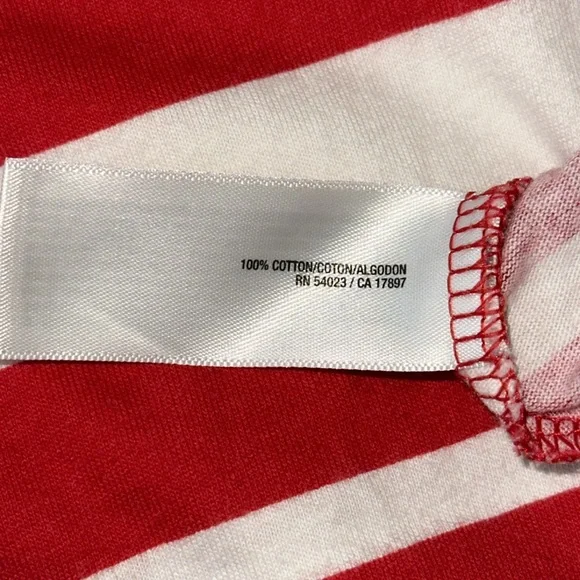 100% COTTON/COTON/ALGODON
RN 54023 / CA 17897